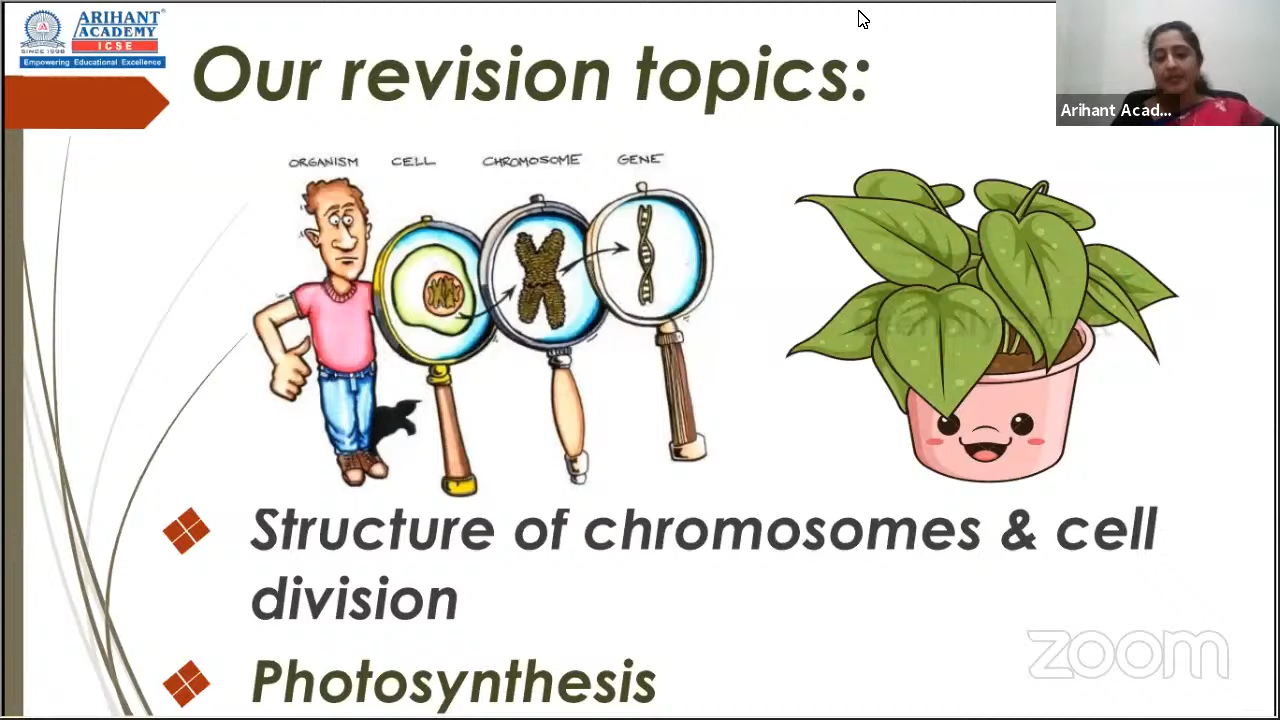 ARIHANT
ACADEMY
ICSE
SINCE 1998
Empowering Educational Excellence
Our revision topics:
Arihant Acad...
ORGANISM CELL CHROMOSOME GENE
Structure of chromosomes & cell
division
Photosynthesis
zoom